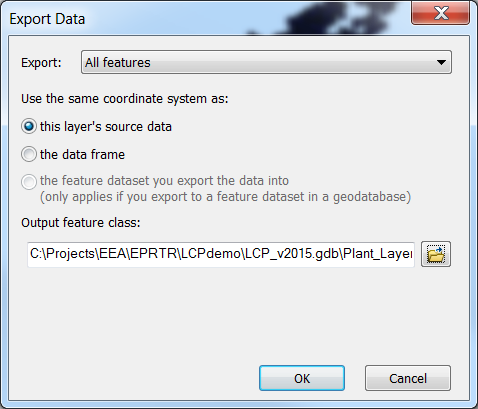 Export Data
Export: All features
Use the same coordinate system as:
this layer's source data
the data frame
the feature dataset you export the data into
(only applies if you export to a feature dataset in a geodatabase)
Output feature class:
C:\Projects\EEA\EPRTR\LCPdemo\LCP_v2015.gdb\Plant_Layer
OK Cancel